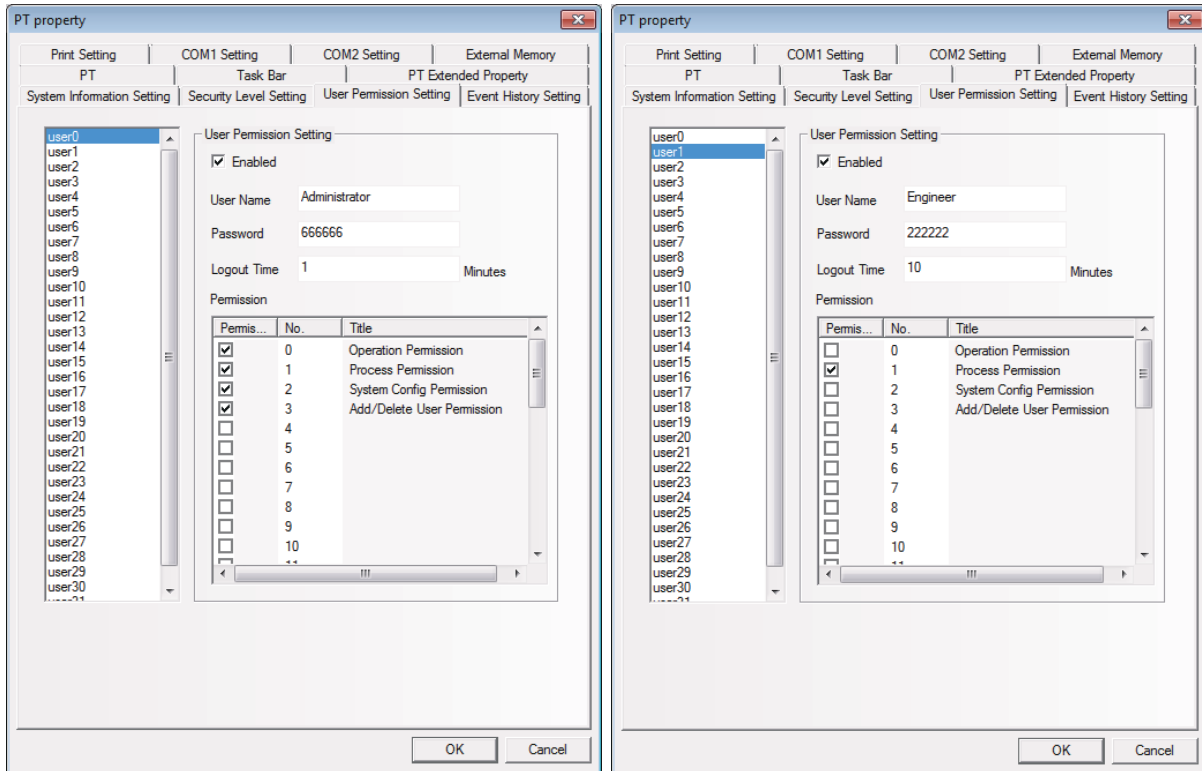 PT property
Print Setting COM1 Setting COM2 Setting External Memory
PT Task Bar PT Extended Property
System Information Setting Security Level Setting User Permission Setting Event History Setting
user0
user1
user2
user3
user4
user5
user6
user7
user8
user9
user10
user11
user12
user13
user14
user15
user16
user17
user18
user19
user20
user21
user22
user23
user24
user25
user26
user27
user28
user29
user30
user31
User Permission Setting
Enabled
User Name Administrator
Password 666666
Logout Time 1 Minutes
Permission
Permis... No. Title
0 Operation Permission
1 Process Permission
2 System Config Permission
3 Add/Delete User Permission
4
5
6
7
8
9
10
11
OK Cancel
PT property
Print Setting COM1 Setting COM2 Setting External Memory
PT Task Bar PT Extended Property
System Information Setting Security Level Setting User Permission Setting Event History Setting
user0
user1
user2
user3
user4
user5
user6
user7
user8
user9
user10
user11
user12
user13
user14
user15
user16
user17
user18
user19
user20
user21
user22
user23
user24
user25
user26
user27
user28
user29
user30
user31
User Permission Setting
Enabled
User Name Engineer
Password 222222
Logout Time 10 Minutes
Permission
Permis... No. Title
0 Operation Permission
1 Process Permission
2 System Config Permission
3 Add/Delete User Permission
4
5
6
7
8
9
10
11
OK Cancel